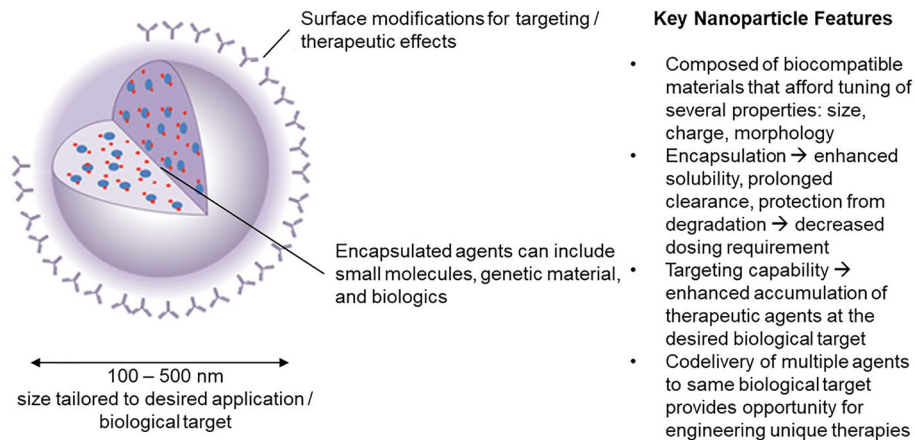 Surface modifications for targeting /
therapeutic effects
Encapsulated agents can include
small molecules, genetic material,
and biologics
100 – 500 nm
size tailored to desired application /
biological target
Key Nanoparticle Features
• Composed of biocompatible
materials that afford tuning of
several properties: size,
charge, morphology
• Encapsulation → enhanced
solubility, prolonged
clearance, protection from
degradation → decreased
dosing requirement
• Targeting capability →
enhanced accumulation of
therapeutic agents at the
desired biological target
• Codelivery of multiple agents
to same biological target
provides opportunity for
engineering unique therapies